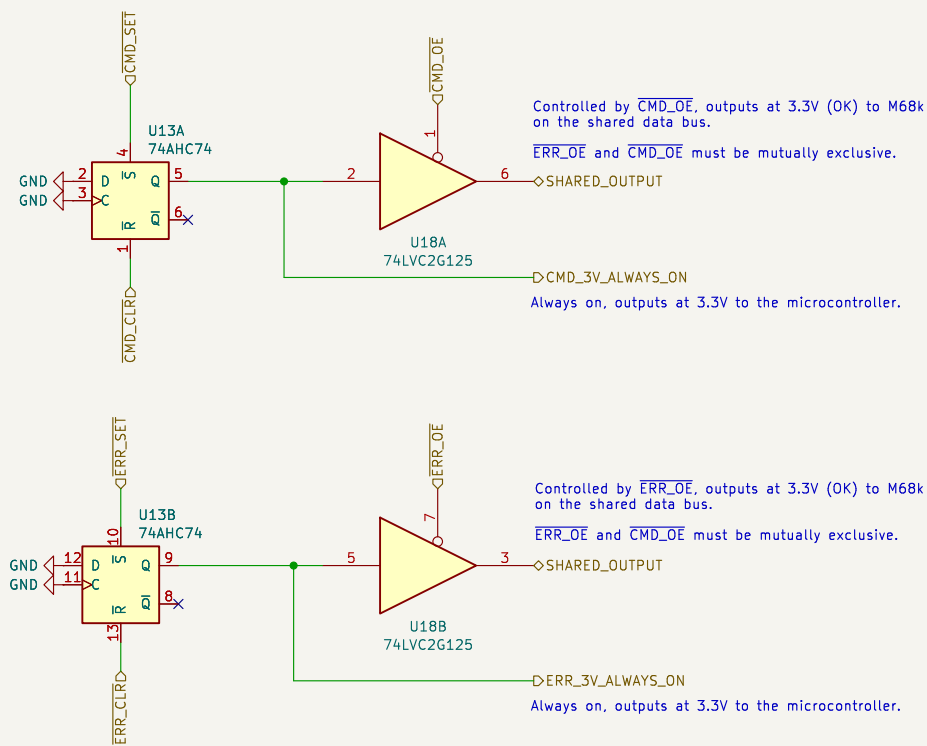 CMD_SET
CMD_OE
U13A
74AHC74
4
S
GND 2 D Q 5
GND 3 C
Q 6
R
1
CMD_CLRD
1
2 6 SHARED_OUTPUT
U18A
74LVC2G125
CMD_3V_ALWAYS_ON
Controlled by CMD_OE, outputs at 3.3V (OK) to M68k
on the shared data bus.
ERR_OE and CMD_OE must be mutually exclusive.
Always on, outputs at 3.3V to the microcontroller.
ERR_SET
ERR_OE
U13B
74AHC74
10
S
GND 12 D Q 9
GND 11 C
Q 8
R
13
ERR_CLRD
7
5 3 SHARED_OUTPUT
U18B
74LVC2G125
ERR_3V_ALWAYS_ON
Controlled by ERR_OE, outputs at 3.3V (OK) to M68k
on the shared data bus.
ERR_OE and CMD_OE must be mutually exclusive.
Always on, outputs at 3.3V to the microcontroller.